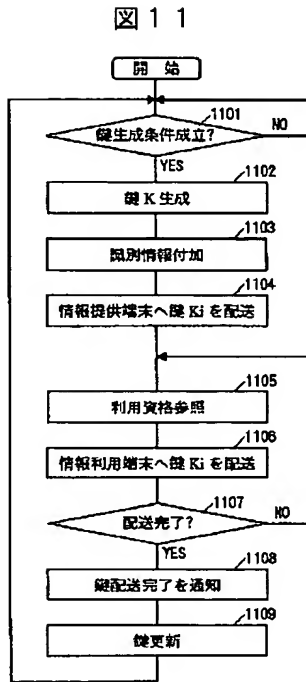 図11
開始
1101
鍵生成条件成立?
NO
YES
1102
鍵K生成
1103
識別情報付加
1104
情報提供端末へ鍵Kiを配送
1105
利用資格参照
1106
情報利用端末へ鍵Kiを配送
1107
配送完了?
NO
YES
1108
鍵配送完了を通知
1109
鍵更新